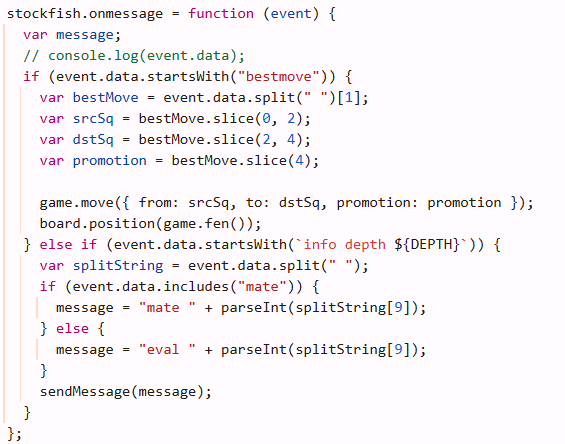 stockfish.onmessage = function (event) {
  var message;
  // console.log(event.data);
  if (event.data.startsWith("bestmove")) {
    var bestMove = event.data.split(" ")[1];
    var srcSq = bestMove.slice(0, 2);
    var dstSq = bestMove.slice(2, 4);
    var promotion = bestMove.slice(4);

    game.move({ from: srcSq, to: dstSq, promotion: promotion });
    board.position(game.fen());
  } else if (event.data.startsWith(`info depth ${DEPTH}`)) {
    var splitString = event.data.split(" ");
    if (event.data.includes("mate")) {
      message = "mate " + parseInt(splitString[9]);
    } else {
      message = "eval " + parseInt(splitString[9]);
    }
    sendMessage(message);
  }
};